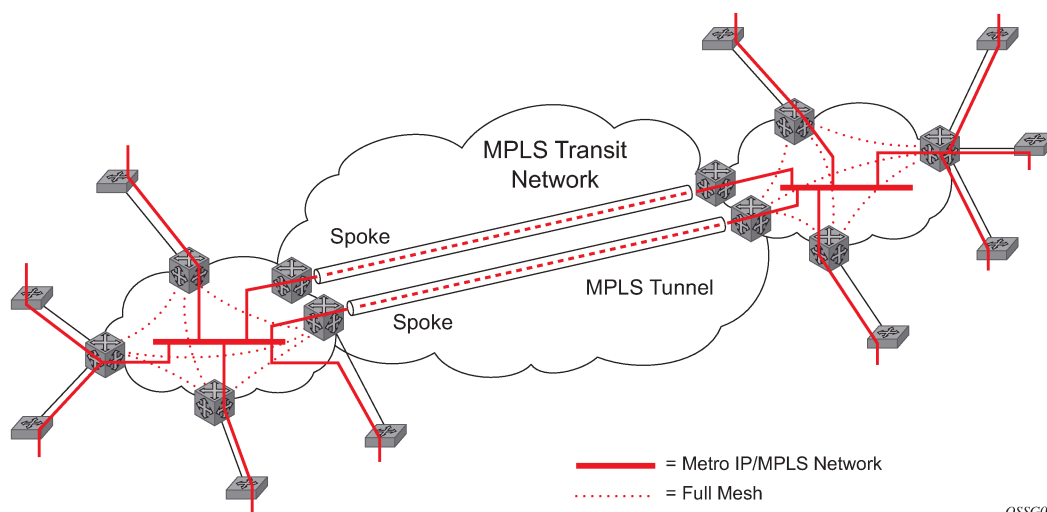 MPLS Transit
Network
Spoke
MPLS Tunnel
Spoke
= Metro IP/MPLS Network
= Full Mesh